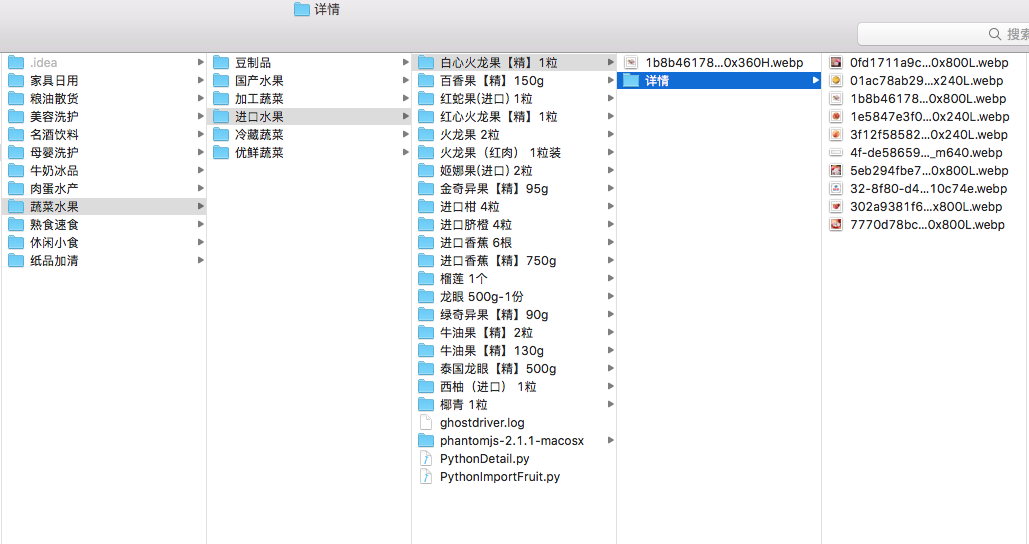 详情
搜索
.idea
家具日用
粮油散货
美容洗护
名酒饮料
母婴洗护
牛奶冰品
肉蛋水产
蔬菜水果
熟食速食
休闲小食
纸品加清
豆制品
国产水果
加工蔬菜
进口水果
冷藏蔬菜
优鲜蔬菜
白心火龙果【精】1粒
百香果【精】150g
红蛇果(进口) 1粒
红心火龙果【精】1粒
火龙果 2粒
火龙果（红肉） 1粒装
姬娜果(进口) 2粒
金奇异果【精】95g
进口柑 4粒
进口脐橙 4粒
进口香蕉 6根
进口香蕉【精】750g
榴莲 1个
龙眼 500g-1份
绿奇异果【精】90g
牛油果【精】2粒
牛油果【精】130g
泰国龙眼【精】500g
西柚（进口） 1粒
椰青 1粒
ghostdriver.log
phantomjs-2.1.1-macosx
PythonDetail.py
PythonImportFruit.py
1b8b46178...0x360H.webp
详情
0fd1711a9c...0x800L.webp
01ac78ab29...x240L.webp
1b8b46178...0x800L.webp
1e5847e3f0...x240L.webp
3f12f58582...x240L.webp
4f-de58659..._m640.webp
5eb294fbe7...0x800L.webp
32-8f80-d4...10c74e.webp
302a9381f6...x800L.webp
7770d78bc...0x800L.webp